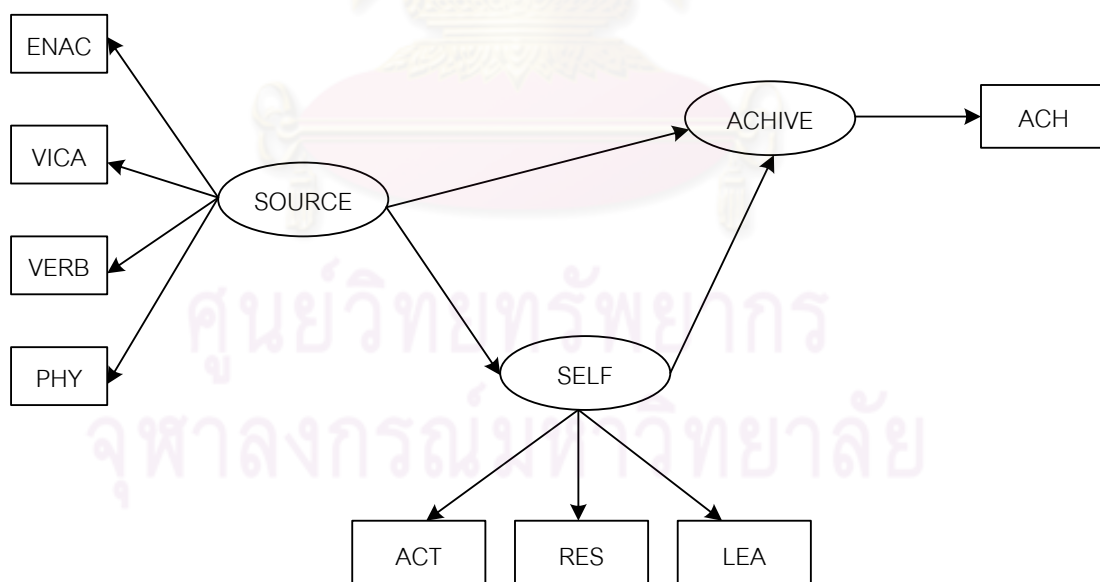 ENAC
VICA
VERB
PHY
SOURCE
ACHIVE
ACH
SELF
ACT
RES
LEA
ศูนย์วิทยทรัพยากร
จุฬาลงกรณ์มหาวิทยาลัย